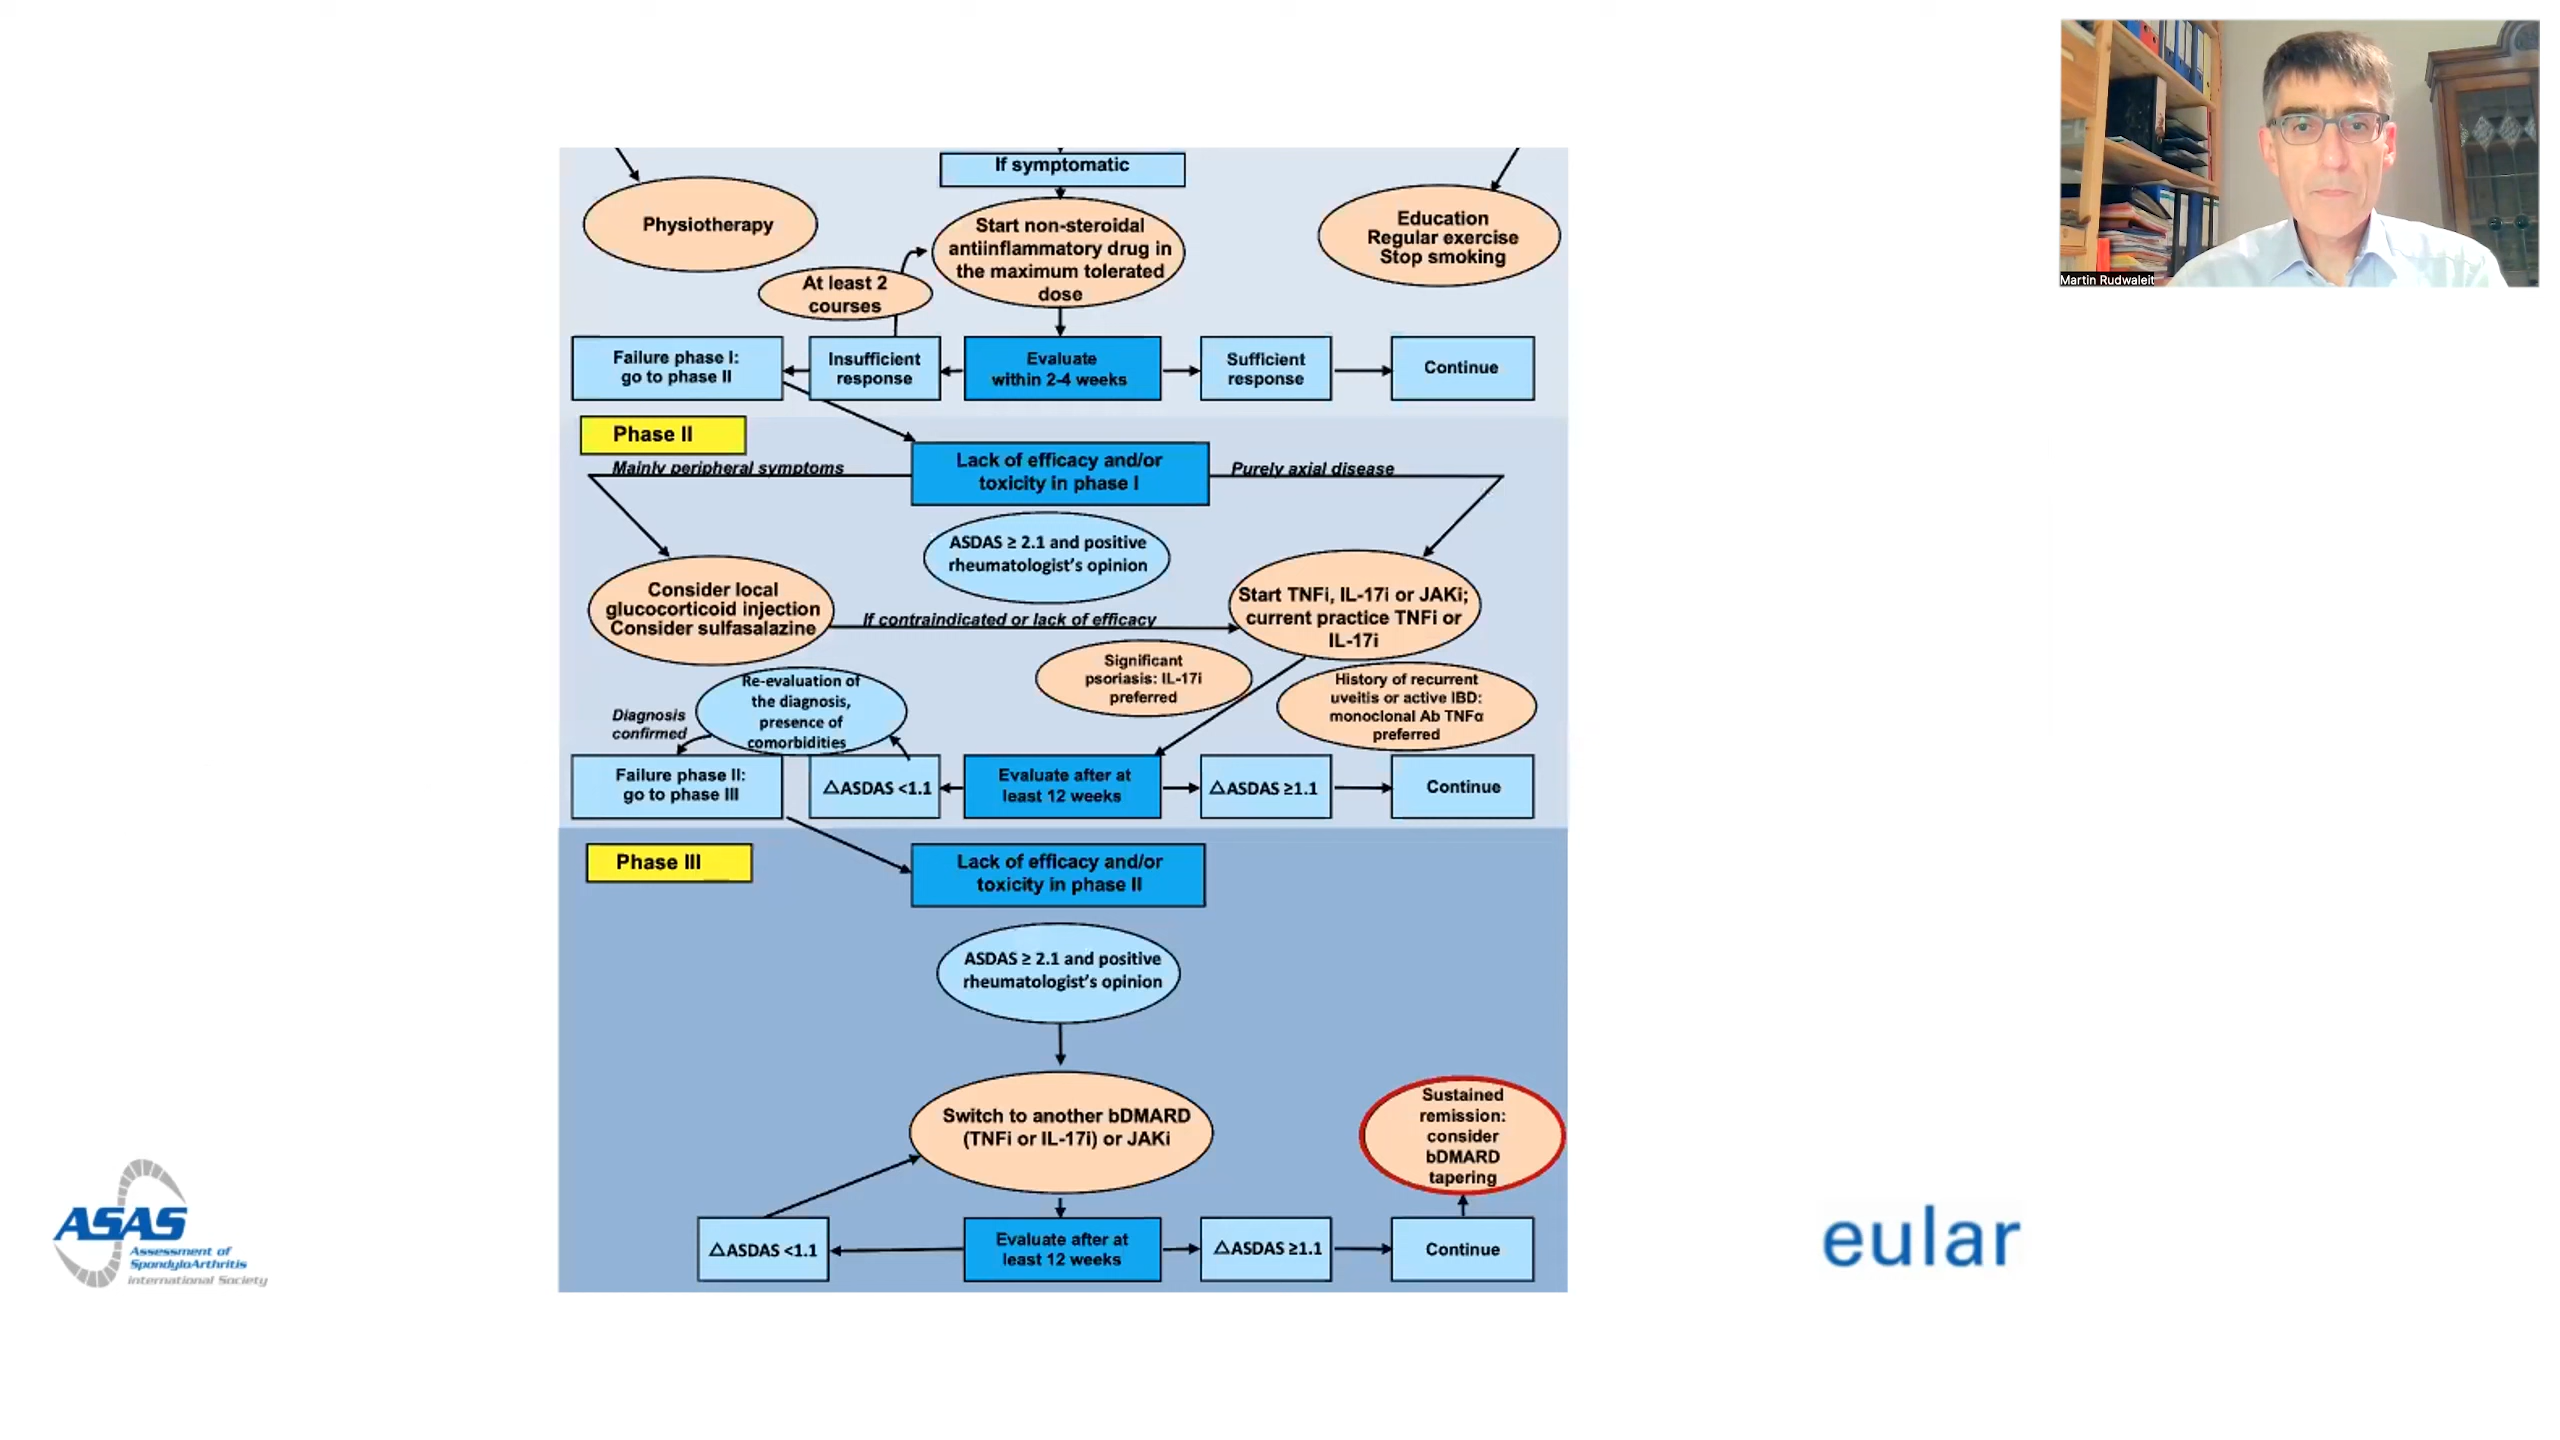 If symptomatic
Physiotherapy
Start non-steroidal
antiinflammatory drug in
the maximum tolerated
dose
Education
Regular exercise
Stop smoking
At least 2
courses
Failure phase I:
go to phase II
Insufficient
response
Evaluate
within 2-4 weeks
Sufficient
response
Continue
Phase II
Mainly peripheral symptoms
Lack of efficacy and/or
toxicity in phase I
Purely axial disease
ASDAS ≥ 2.1 and positive
rheumatologist's opinion
Consider local
glucocorticoid injection
Consider sulfasalazine
If contraindicated or lack of efficacy
Start TNFi, IL-17i or JAKi;
current practice TNFi or
IL-17i
Significant
psoriasis: IL-17i
preferred
History of recurrent
uveitis or active IBD:
monoclonal Ab TNFα
preferred
Re-evaluation of
the diagnosis,
presence of
comorbidities
Diagnosis
confirmed
Failure phase II:
go to phase III
△ASDAS <1.1
Evaluate after at
least 12 weeks
△ASDAS ≥1.1
Continue
Phase III
Lack of efficacy and/or
toxicity in phase II
ASDAS ≥ 2.1 and positive
rheumatologist's opinion
Switch to another bDMARD
(TNFi or IL-17i) or JAKi
Sustained
remission:
consider
bDMARD
tapering
△ASDAS <1.1
Evaluate after at
least 12 weeks
△ASDAS ≥1.1
Continue
ASAS
Assessment of
SpondyloArthritis
international Society
eular
Martin Rudwaleit